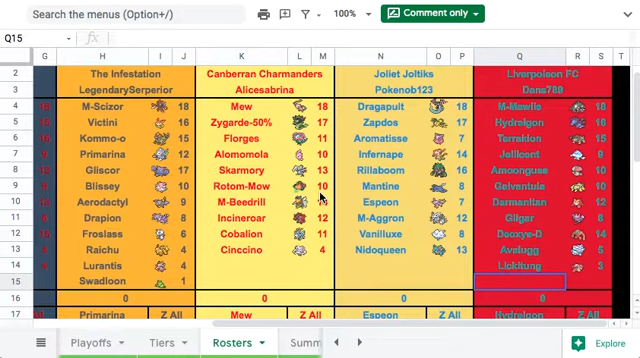 Search the menus (Option+/) 100% Comment only
Q15 fx
G H I J K L M N O P Q R S T
2 The Infestation Canberran Charmanders Joliet Joltiks Liverpoleon FC
3 LegendarySerperior Alicesabrina Pokenob123 Dana789
4 M-Scizor 18 Mew 18 Dragapult 18 M-Mawile 18
5 Victini 16 Zygarde-50% 17 Zapdos 17 Hydreigon 16
6 Kommo-o 15 Florges 11 Aromatisse 7 Terrakion 15
7 Primarina 12 Alomomola 10 Infernape 14 Jellicent 9
8 Gliscor 17 Skarmory 13 Rillaboom 16 Amoonguss
9 Blissey 10 Rotom-Mow 10 Mantine 8 Galvantula
10 Aerodactyl 9 M-Beedrill Espeon 7 Darmanitan 12
11 Drapion 8 Incineroar 12 M-Aggron 12 Gligar
12 Froslass 6 Cobalion 11 Vanilluxe 8 Deoxys-D 14
13 Raichu 4 Cinccino 4 Nidoqueen 13 Avalugg 5
14 Lurantis 4 Lickitung 3
15 Swadloon 1
16 0 0 0 0
17 Primarina Z All Mew Z All Espeon Z All Hydreigon Z All
Playoffs Tiers Rosters Summ Explore